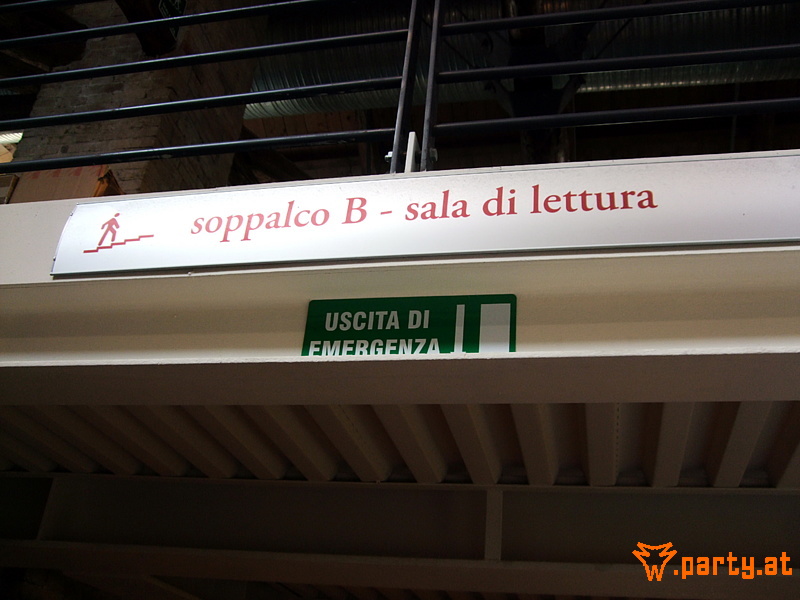 soppalco B - sala di lettura
USCITA DI
EMERGENZA
w.party.at